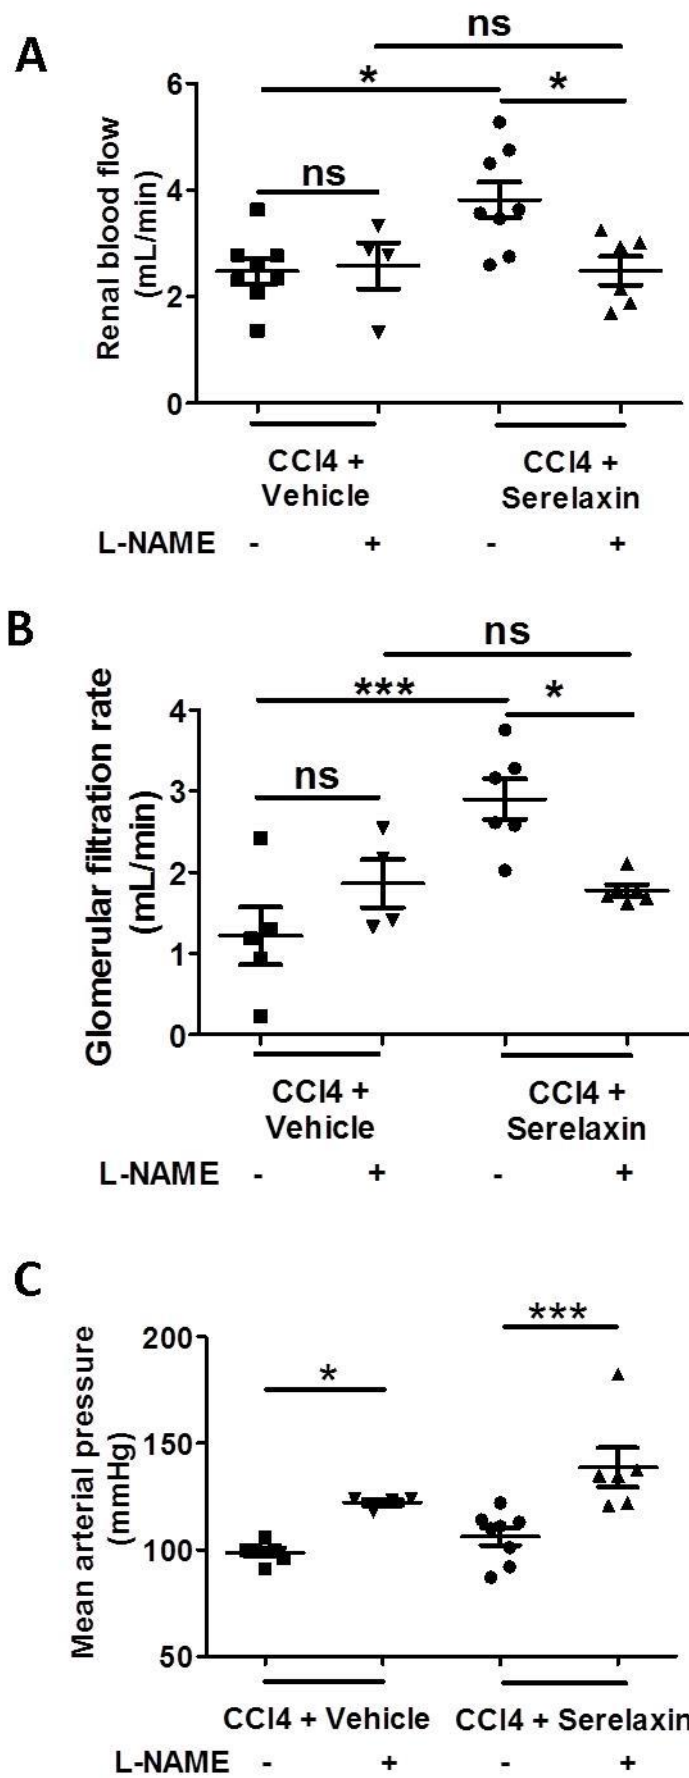 A
ns
*
*
ns
6
4
2
0
Renal blood flow
(mL/min)
CCl4 +
Vehicle
CCl4 +
Serelaxin
L-NAME - + - +
B
ns
***
*
ns
4
3
2
1
0
Glomerular filtration rate
(mL/min)
CCl4 +
Vehicle
CCl4 +
Serelaxin
L-NAME - + - +
C
***
*
200
150
100
50
Mean arterial pressure
(mmHg)
CCl4 + Vehicle CCl4 + Serelaxin
L-NAME - + - +